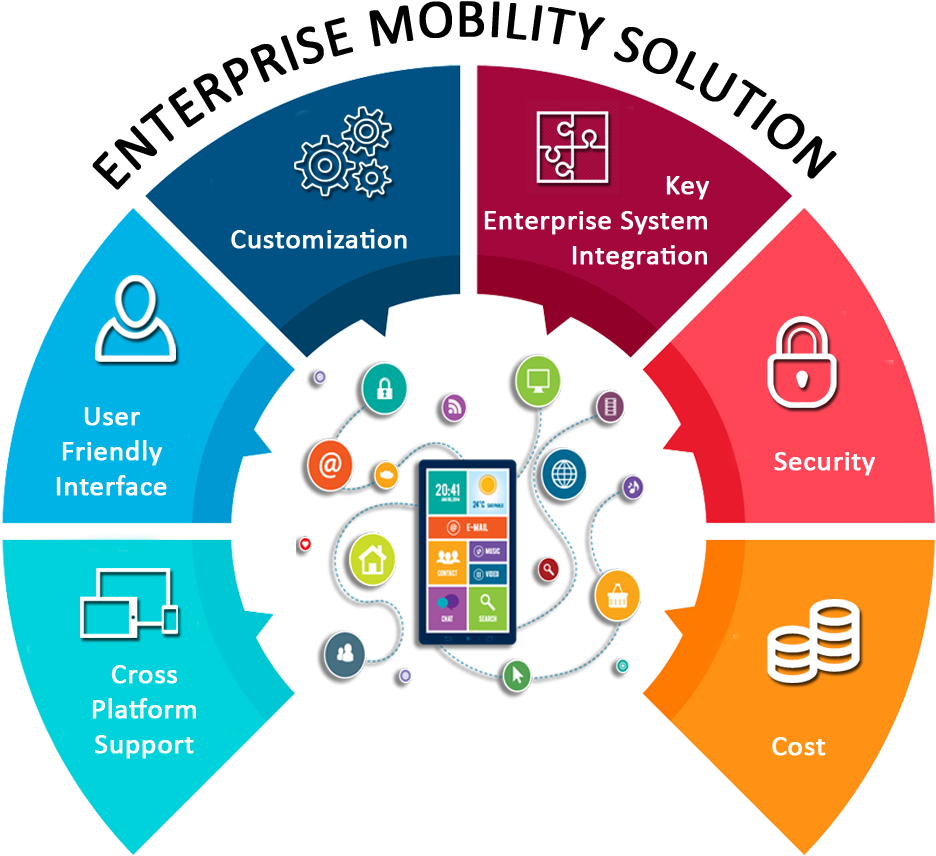 ENTERPRISE MOBILITY SOLUTION
Customization
Key
Enterprise System
Integration
User
Friendly
Interface
Security
Cross
Platform
Support
Cost
20:41
24°C
@ E-MAIL
CONTACT
MUSIC
VIDEO
CHAT
SEARCH
@